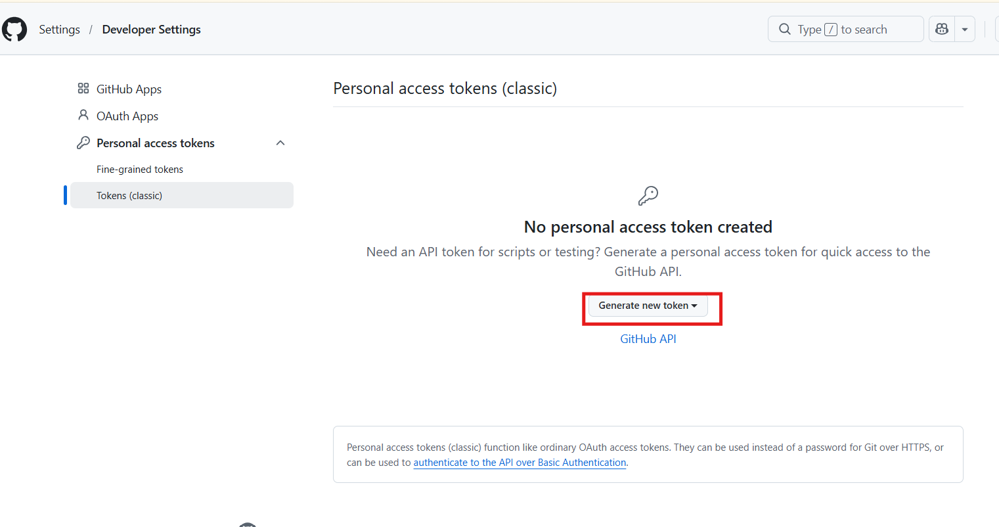 Settings / Developer Settings
Type / to search
GitHub Apps
OAuth Apps
Personal access tokens
Fine-grained tokens
Tokens (classic)
Personal access tokens (classic)
No personal access token created
Need an API token for scripts or testing? Generate a personal access token for quick access to the
GitHub API.
Generate new token
GitHub API
Personal access tokens (classic) function like ordinary OAuth access tokens. They can be used instead of a password for Git over HTTPS, or
can be used to authenticate to the API over Basic Authentication.